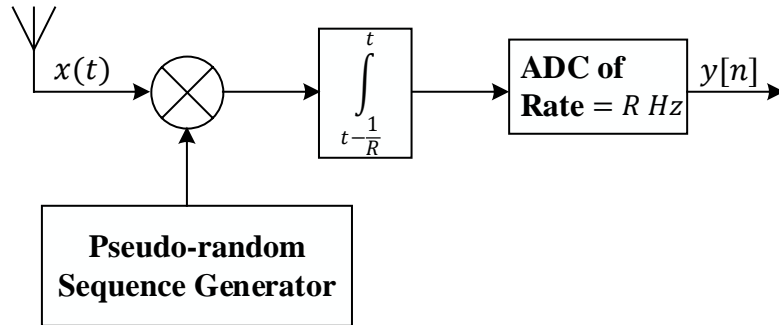 x(t)
∫ t t-1/R
ADC of
Rate = R Hz
y[n]
Pseudo-random
Sequence Generator